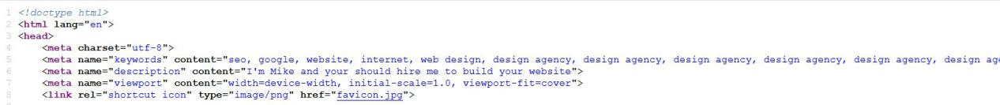 1 <!doctype html>
2 <html lang="en">
3 <head>
4 <meta charset="utf-8">
5 <meta name="keywords" content="seo, google, website, internet, web design, design agency, design agency, design agency, design agency, design agency, design agency, design ag
6 <meta name="description" content="I'm Mike and your should hire me to build your website">
7 <meta name="viewport" content="width=device-width, initial-scale=1.0, viewport-fit=cover">
8 <link rel="shortcut icon" type="image/png" href="favicon.jpg">